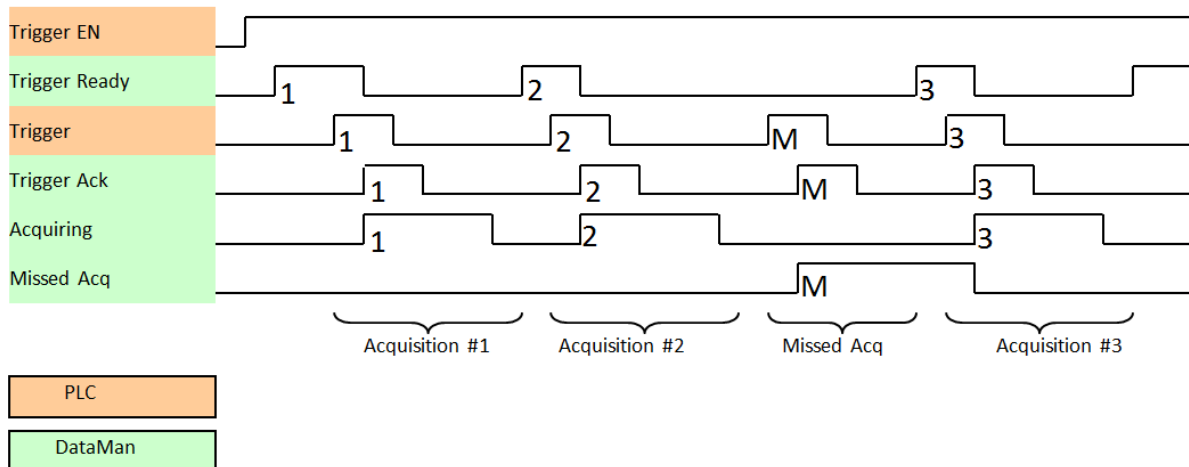 Trigger EN
Trigger Ready
1 2 3
Trigger
1 2 M 3
Trigger Ack
1 2 M 3
Acquiring
1 2 3
Missed Acq
M
Acquisition #1 Acquisition #2 Missed Acq Acquisition #3
PLC
DataMan